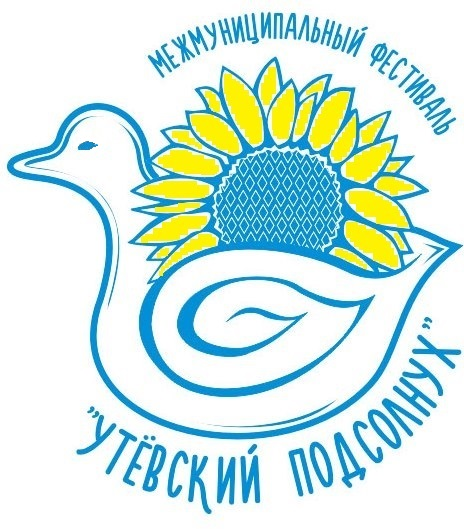 МЕЖМУНИЦИПАЛЬНЫЙ ФЕСТИВАЛЬ
"УТЁВСКИЙ ПОДСОЛНУХ"